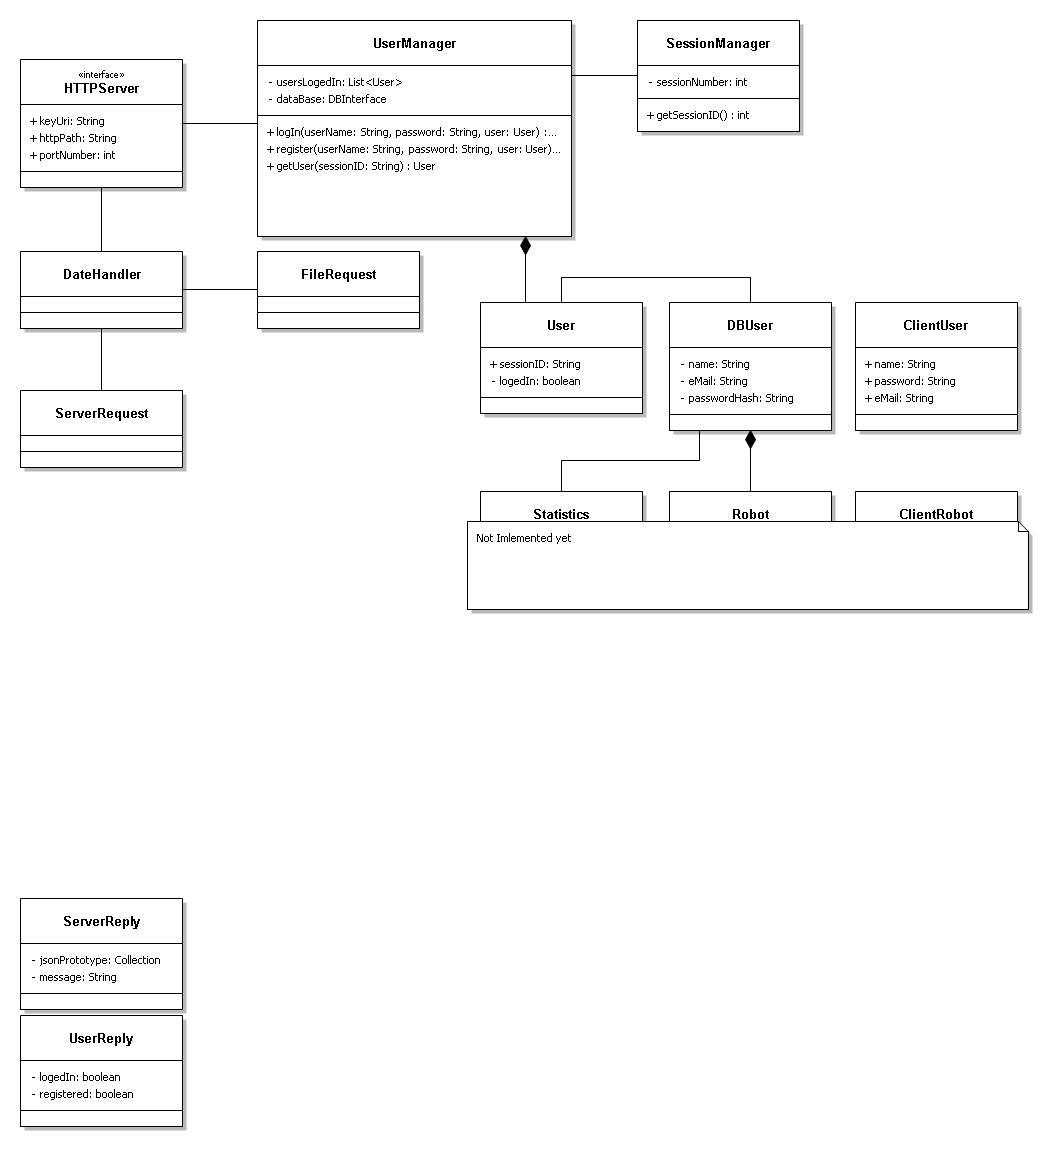 UserManager
- usersLogedIn: List<User>
- dataBase: DBInterface
+ logIn(userName: String, password: String, user: User) : ...
+ register(userName: String, password: String, user: User)...
+ getUser(sessionID: String) : User
SessionManager
- sessionNumber: int
+ getSessionID() : int
«interface»
HTTPServer
+ keyUri: String
+ httpPath: String
+ portNumber: int
DateHandler
FileRequest
ServerRequest
User
+ sessionID: String
- logedIn: boolean
DBUser
- name: String
- eMail: String
- passwordHash: String
ClientUser
+ name: String
+ password: String
+ eMail: String
Statistics
Robot
ClientRobot
Not Imlemented yet
ServerReply
- jsonPrototype: Collection
- message: String
UserReply
- logedIn: boolean
- registered: boolean